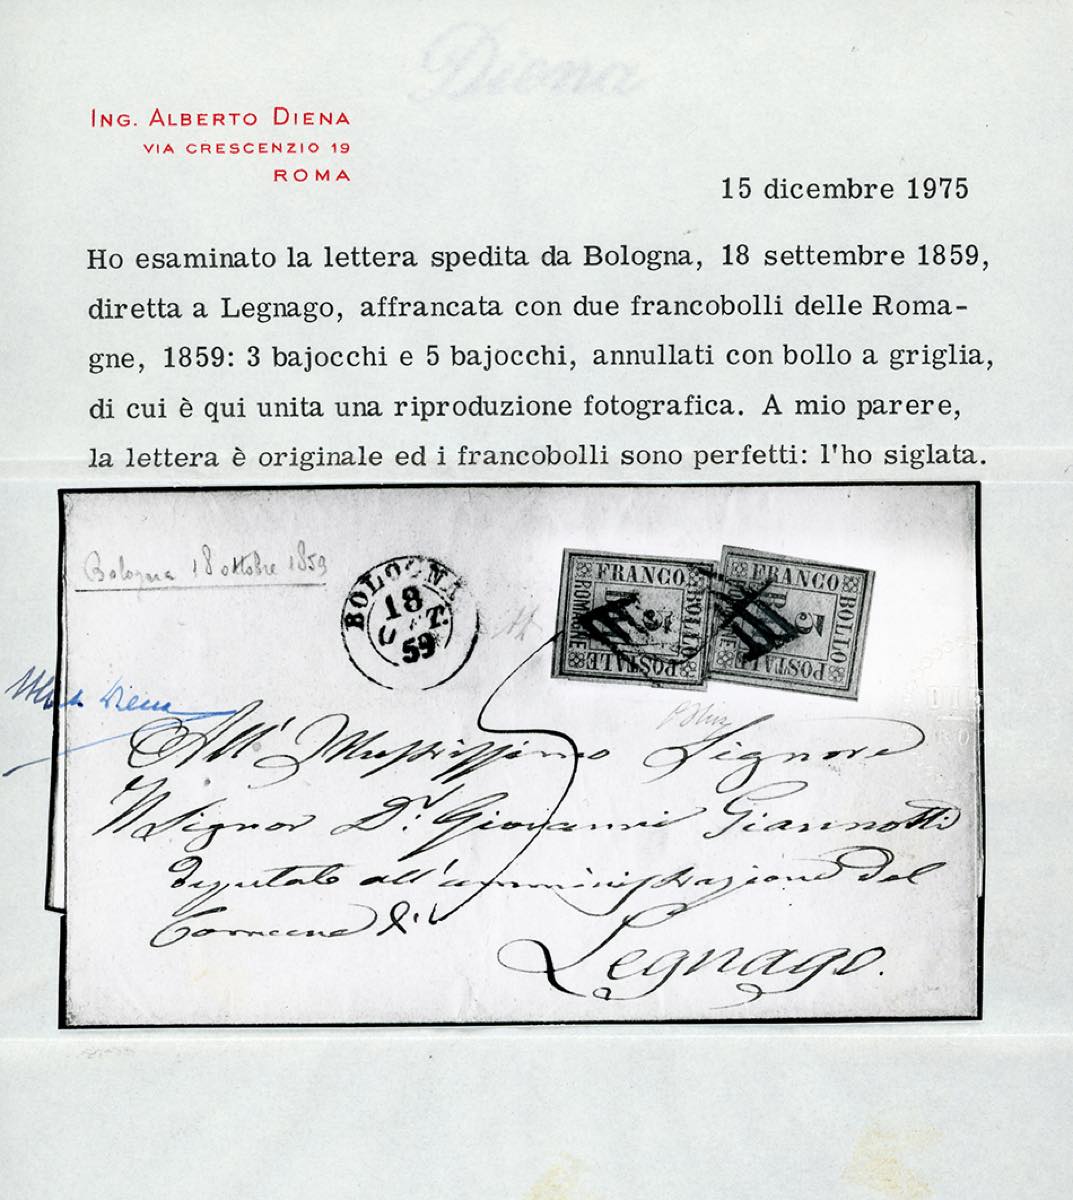 Diena
ING. ALBERTO DIENA
VIA CRESCENZIO 19
ROMA
15 dicembre 1975
Ho esaminato la lettera spedita da Bologna, 18 settembre 1859,
diretta a Legnago, affrancata con due francobolli delle Roma-
gne, 1859: 3 bajocchi e 5 bajocchi, annullati con bollo a griglia,
di cui è qui unita una riproduzione fotografica. A mio parere,
la lettera è originale ed i francobolli sono perfetti: l'ho siglata.
Bologna 18 ottobre 1859
BOLOGNA
18
59
FRANCO
BOLLO
POSTALE
ROMAGNE
FRANCO
BOLLO
POSTALE
5
Diena
All' Signore
Il Signor Dr. Giovanni Giannotti
Deputato all'amministrazione del
Comune di
Legnago.